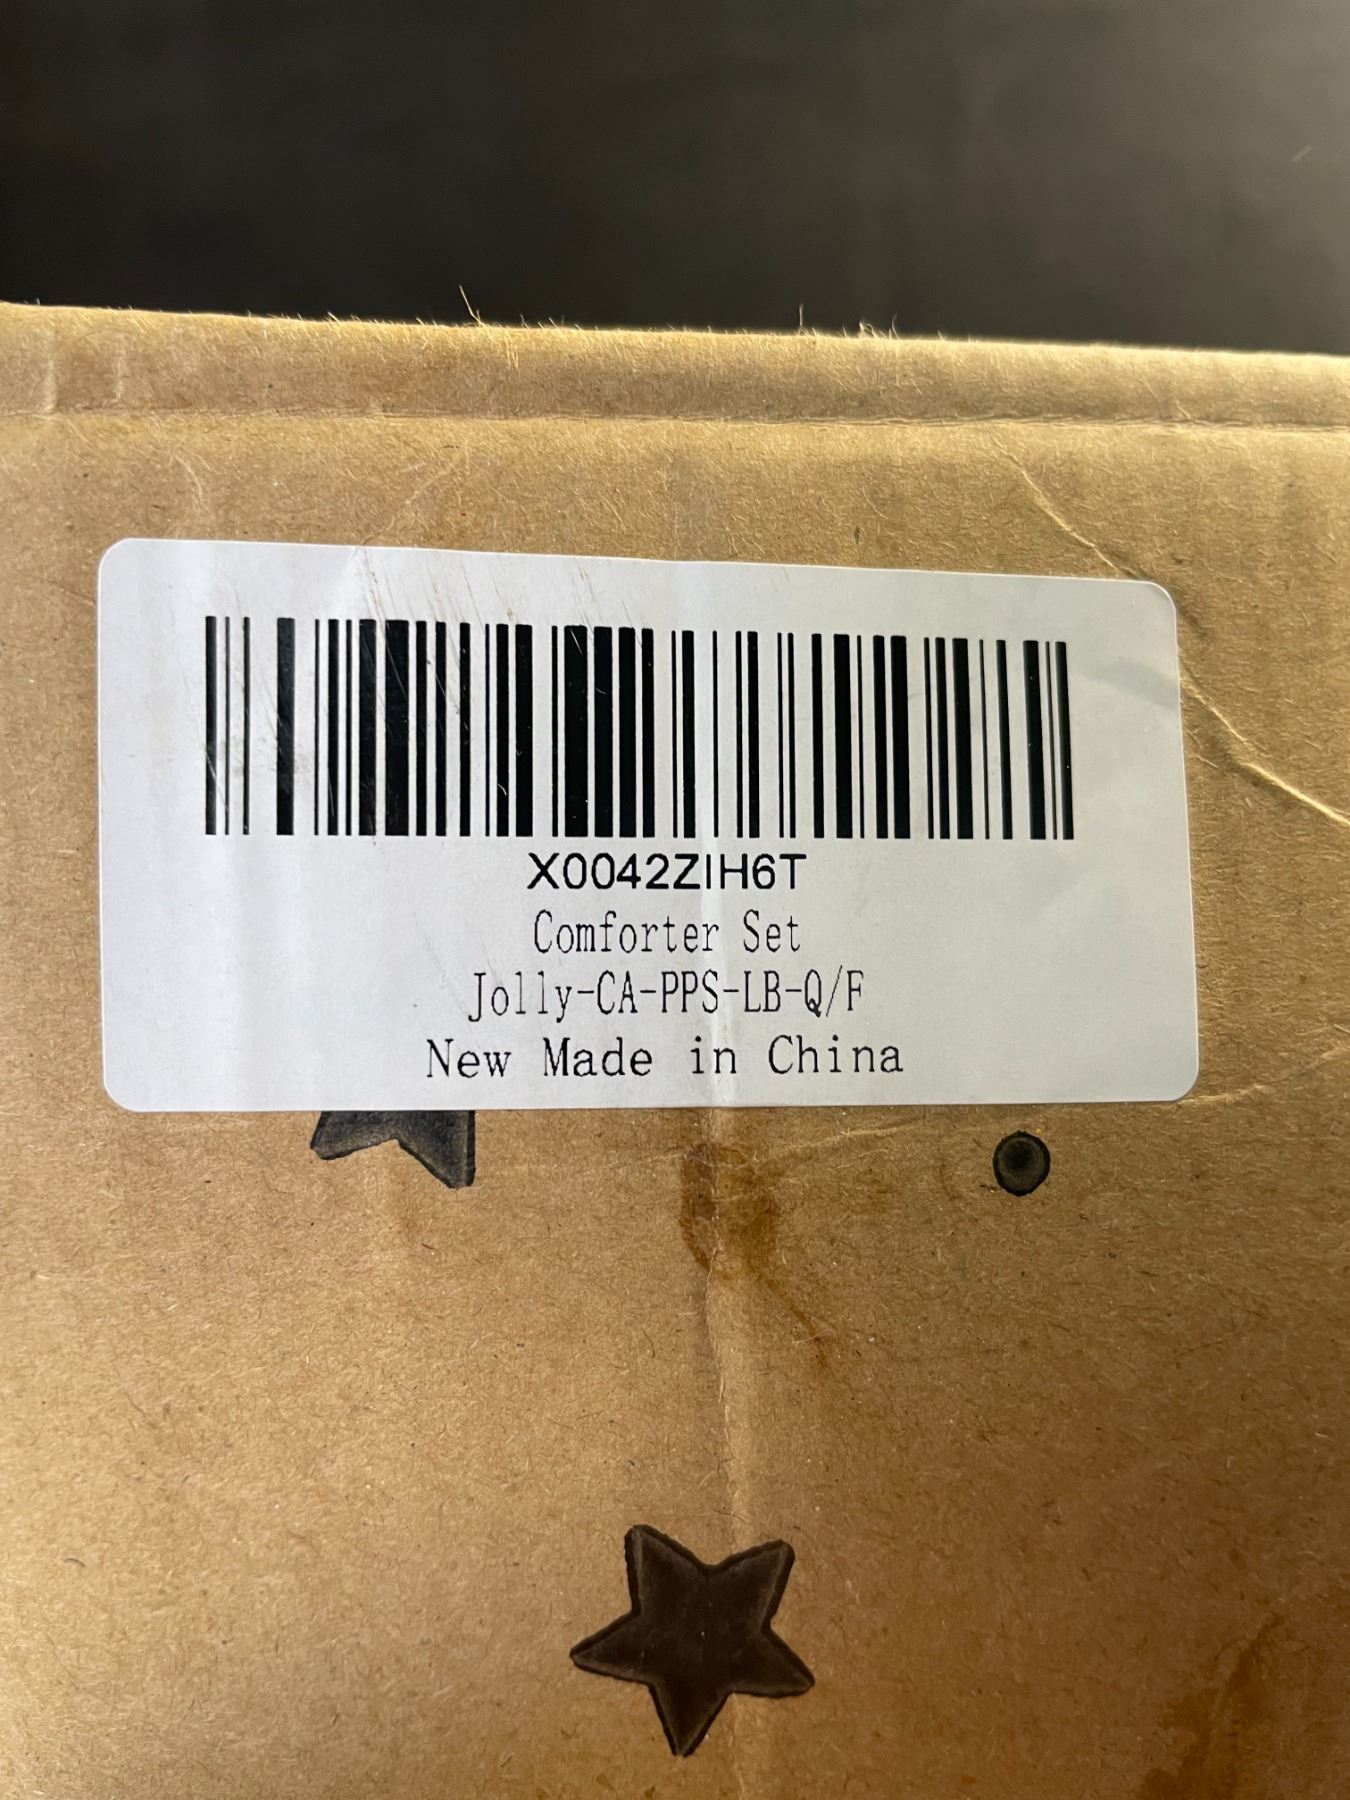 X0042ZIH6T
Comforter Set
Jolly-CA-PPS-LB-Q/F
New Made in China